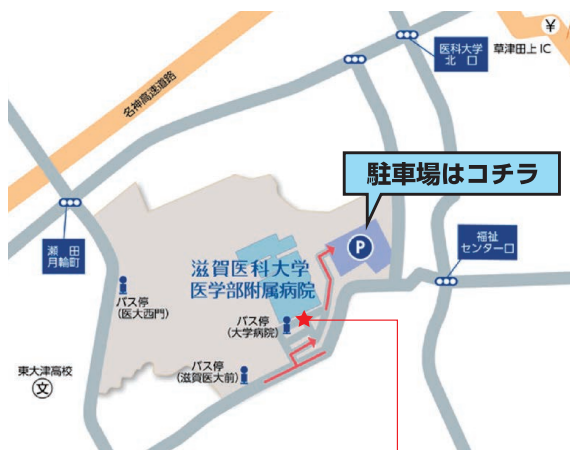 ¥
草津田上IC
医科大学
北口
名神高速道路
駐車場はコチラ
P
瀬田
月輪町
福祉
センター口
滋賀医科大学
医学部附属病院
バス停
(医大西門)
バス停
(大学病院)
バス停
(滋賀医大前)
東大津高校
文